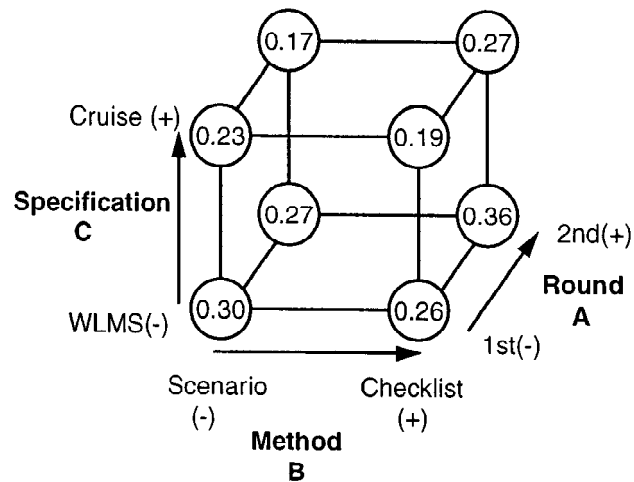 0.17 0.27
Cruise (+) 0.23 0.19
Specification
C
0.27 0.36
2nd(+)
Round
A
WLMS(-) 0.30 0.26
1st(-)
Scenario Checklist
(-) (+)
Method
B